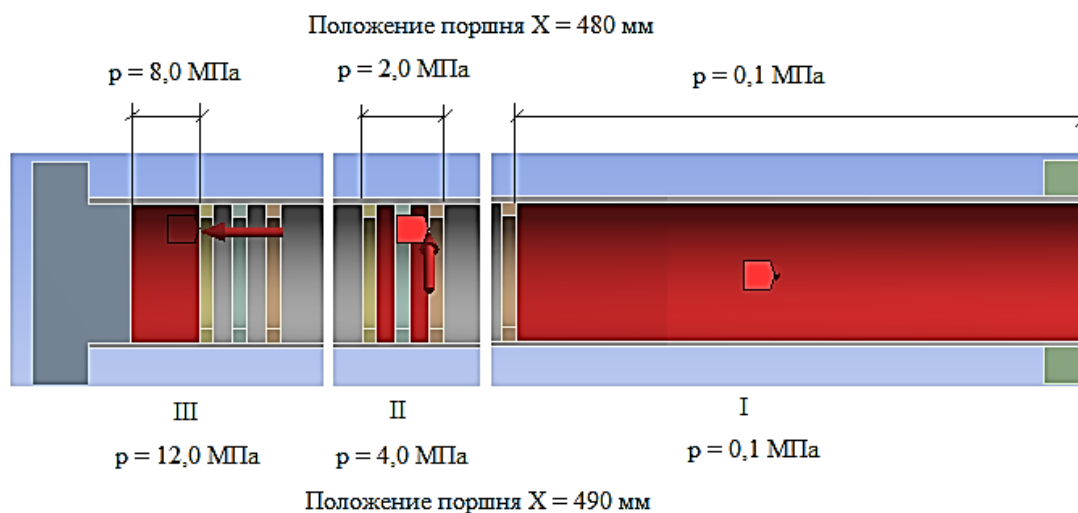 Положение поршня X = 480 мм
p = 8,0 МПа
p = 2,0 МПа
p = 0,1 МПа
III
II
I
p = 12,0 МПа
p = 4,0 МПа
p = 0,1 МПа
Положение поршня X = 490 мм